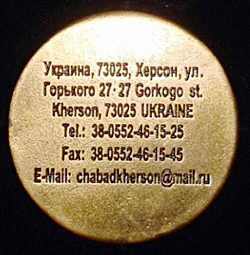 Украина, 73025, Херсон, ул.
Горького 27· 27 Gorkogo st.
Kherson, 73025 UKRAINE
Tel.: 38-0552-46-15-25
Fax: 38-0552-46-15-45
E-Mail: chabadkherson@mail.ru